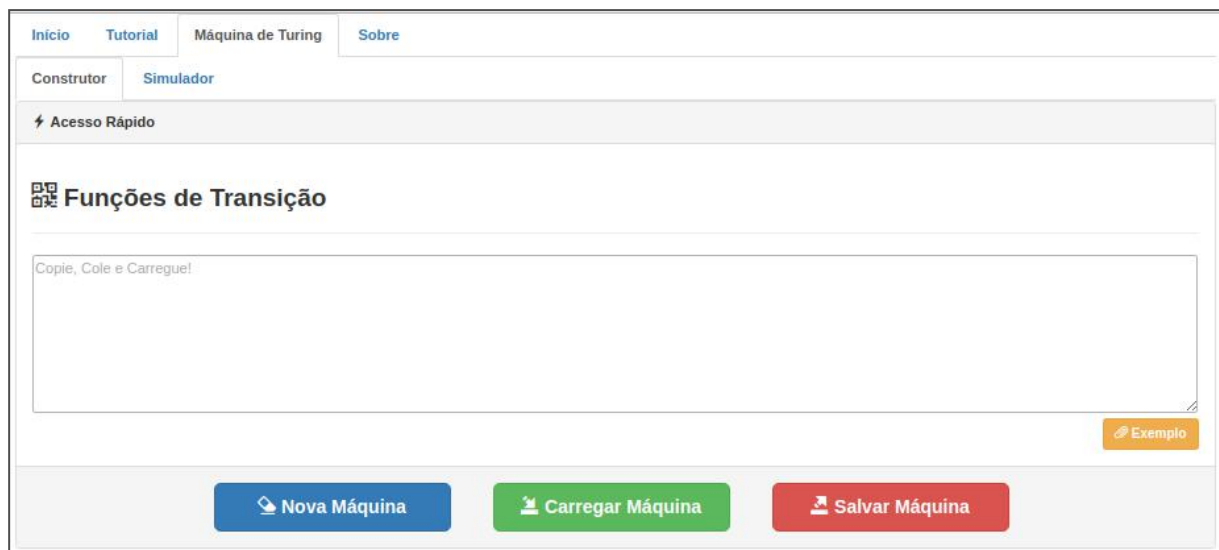 Início Tutorial Máquina de Turing Sobre
Construtor Simulador
Acesso Rápido
Funções de Transição
Copie, Cole e Carregue!
Exemplo
Nova Máquina Carregar Máquina Salvar Máquina